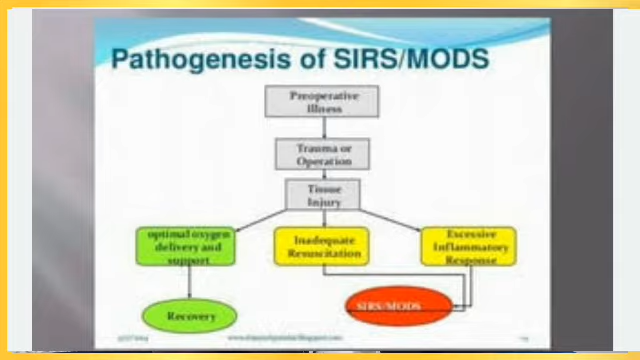 Pathogenesis of SIRS/MODS
Preoperative
Illness
Trauma or
Operation
Tissue
Injury
optimal oxygen
delivery and
support
Inadequate
Resuscitation
Excessive
Inflammatory
Response
Recovery
SIRS/MODS